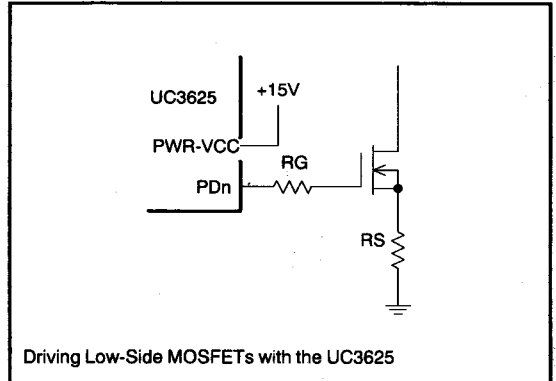 UC3625
+15V
PWR-VCC
RG
PDn
RS
Driving Low-Side MOSFETs with the UC3625